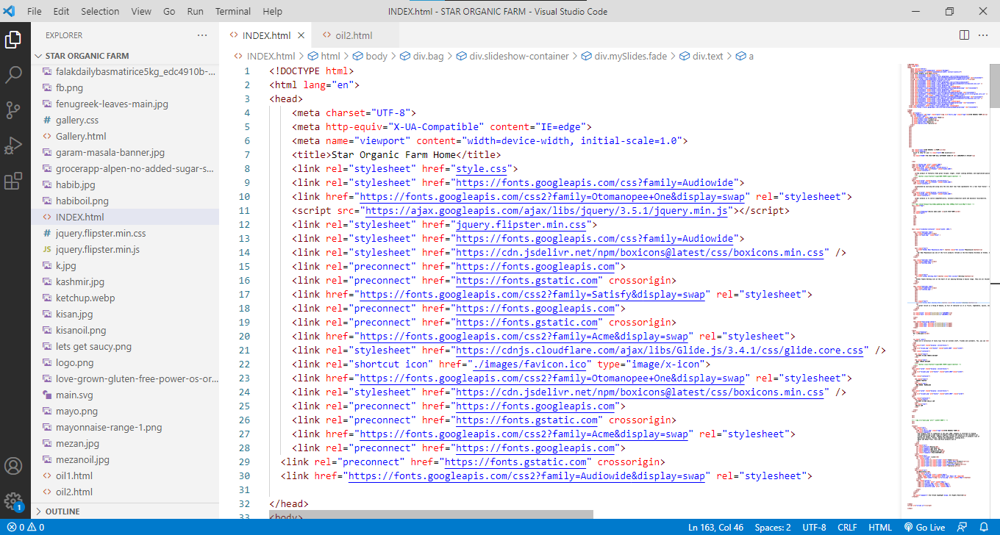 File Edit Selection View Go Run Terminal Help INDEX.html - STAR ORGANIC FARM - Visual Studio Code
EXPLORER ···
STAR ORGANIC FARM
falakdailybasmatirice5kg_edc4910b-...
fb.png
fenugreek-leaves-main.jpg
# gallery.css
<> Gallery.html
garam-masala-banner.jpg
grocerapp-alpen-no-added-sugar-s...
habib.jpg
habiboil.png
<> INDEX.html
# jquery.flipster.min.css
JS jquery.flipster.min.js
k.jpg
kashmir.jpg
ketchup.webp
kisan.jpg
kisanoil.png
lets get saucy.png
logo.png
love-grown-gluten-free-power-os-or...
main.svg
mayo.png
mayonnaise-range-1.png
mezan.jpg
mezanoil.jpg
<> oil1.html
<> oil2.html
OUTLINE
<> INDEX.html × <> oil2.html ···
<> INDEX.html > html > body > div.bag > div.slideshow-container > div.mySlides.fade > div.text > a
1 <!DOCTYPE html>
2 <html lang="en">
3 <head>
4 <meta charset="UTF-8">
5 <meta http-equiv="X-UA-Compatible" content="IE=edge">
6 <meta name="viewport" content="width=device-width, initial-scale=1.0">
7 <title>Star Organic Farm Home</title>
8 <link rel="stylesheet" href="style.css">
9 <link rel="stylesheet" href="https://fonts.googleapis.com/css?family=Audiowide">
10 <link href="https://fonts.googleapis.com/css2?family=Otomanopee+One&display=swap" rel="stylesheet">
11 <script src="https://ajax.googleapis.com/ajax/libs/jquery/3.5.1/jquery.min.js"></script>
12 <link rel="stylesheet" href="jquery.flipster.min.css">
13 <link rel="stylesheet" href="https://fonts.googleapis.com/css?family=Audiowide">
14 <link rel="stylesheet" href="https://cdn.jsdelivr.net/npm/boxicons@latest/css/boxicons.min.css" />
15 <link rel="preconnect" href="https://fonts.googleapis.com">
16 <link rel="preconnect" href="https://fonts.gstatic.com" crossorigin>
17 <link href="https://fonts.googleapis.com/css2?family=Satisfy&display=swap" rel="stylesheet">
18 <link rel="preconnect" href="https://fonts.googleapis.com">
19 <link rel="preconnect" href="https://fonts.gstatic.com" crossorigin>
20 <link href="https://fonts.googleapis.com/css2?family=Acme&display=swap" rel="stylesheet">
21 <link rel="stylesheet" href="https://cdnjs.cloudflare.com/ajax/libs/Glide.js/3.4.1/css/glide.core.css" />
22 <link rel="shortcut icon" href="./images/favicon.ico" type="image/x-icon">
23 <link href="https://fonts.googleapis.com/css2?family=Otomanopee+One&display=swap" rel="stylesheet">
24 <link rel="stylesheet" href="https://cdn.jsdelivr.net/npm/boxicons@latest/css/boxicons.min.css" />
25 <link rel="preconnect" href="https://fonts.googleapis.com">
26 <link rel="preconnect" href="https://fonts.gstatic.com" crossorigin>
27 <link href="https://fonts.googleapis.com/css2?family=Acme&display=swap" rel="stylesheet">
28 <link rel="preconnect" href="https://fonts.googleapis.com">
29 <link rel="preconnect" href="https://fonts.gstatic.com" crossorigin>
30 <link href="https://fonts.googleapis.com/css2?family=Audiowide&display=swap" rel="stylesheet">
31
32 </head>
33 <body>
1
0 0 Ln 163, Col 46 Spaces: 2 UTF-8 CRLF HTML Go Live